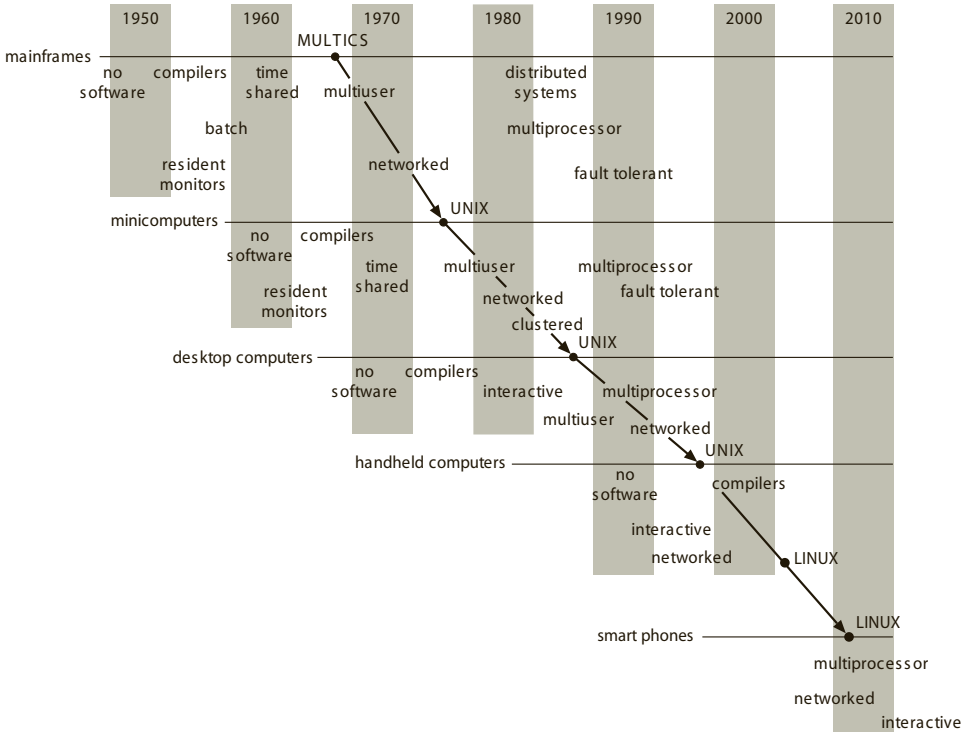 1950 1960 1970 1980 1990 2000 2010
MULTICS
mainframes
no compilers time distributed
software shared multiuser systems
batch multiprocessor
resident networked
monitors fault tolerant
minicomputers UNIX
no compilers
software time multiuser multiprocessor
shared
resident networked fault tolerant
monitors
clustered
desktop computers UNIX
no compilers
software interactive multiprocessor
multiuser networked
handheld computers UNIX
no compilers
software
interactive
networked LINUX
smart phones LINUX
multiprocessor
networked
interactive